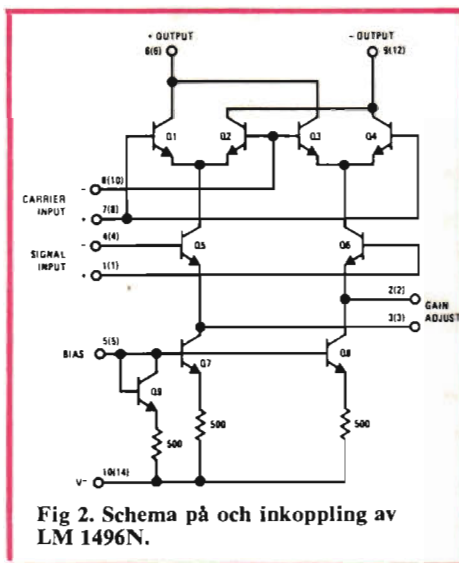 + OUTPUT
6(6)
- OUTPUT
9(12)
Q1
Q2
Q3
Q4
8(10)
-
CARRIER
INPUT
7(8)
+
4(4)
-
SIGNAL
INPUT
1(1)
+
Q5
Q6
2(2)
GAIN
ADJUST
3(3)
BIAS
5(5)
Q7
Q8
Q9
500
500
500
V-
10(14)
Fig 2. Schema på och inkoppling av
LM 1496N.